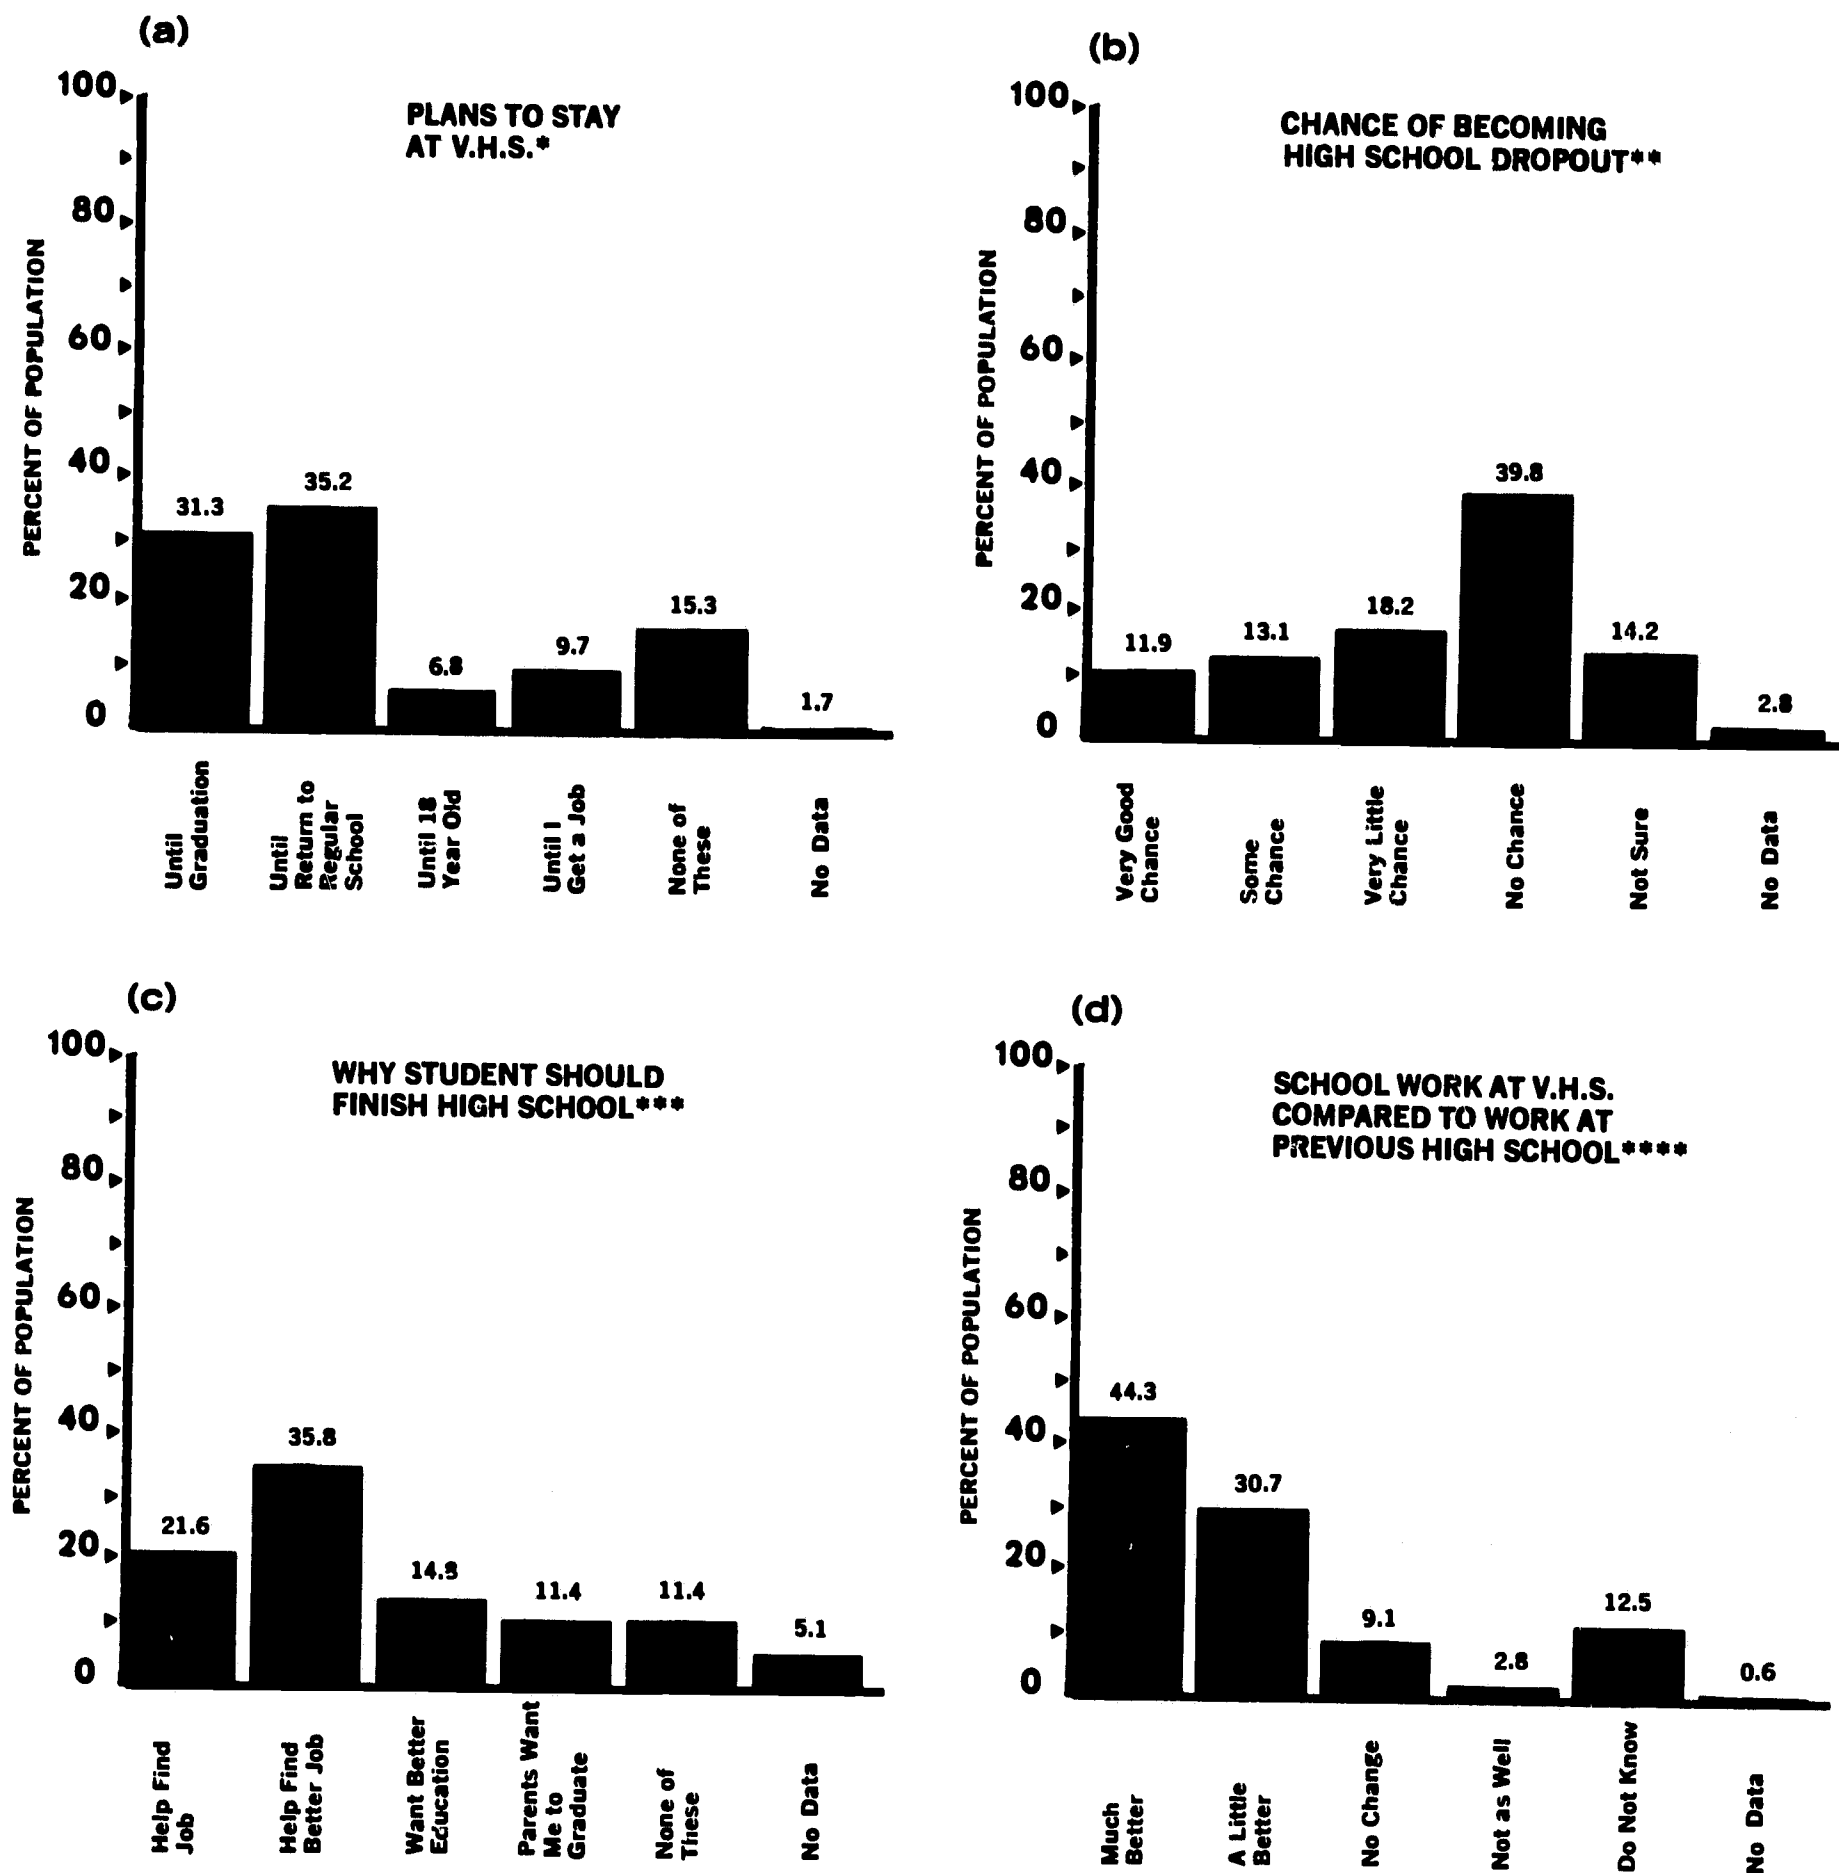 (a)
PLANS TO STAY
AT V.H.S.*
PERCENT OF POPULATION
100
80
60
40
20
0
31.3
35.2
6.8
9.7
15.3
1.7
Until
Graduation
Until
Return to
Regular
School
Until 18
Year Old
Until I
Get a Job
None of
These
No Data
(b)
CHANCE OF BECOMING
HIGH SCHOOL DROPOUT**
PERCENT OF POPULATION
100
80
60
40
20
0
11.9
13.1
18.2
39.8
14.2
2.8
Very Good
Chance
Some
Chance
Very Little
Chance
No Chance
Not Sure
No Data
(c)
WHY STUDENT SHOULD
FINISH HIGH SCHOOL***
PERCENT OF POPULATION
100
80
60
40
20
0
21.6
35.8
14.8
11.4
11.4
5.1
Help Find
Job
Help Find
Better Job
Want Better
Education
Parents Want
Me to
Graduate
None of
These
No Data
(d)
SCHOOL WORK AT V.H.S.
COMPARED TO WORK AT
PREVIOUS HIGH SCHOOL****
PERCENT OF POPULATION
100
80
60
40
20
0
44.3
30.7
9.1
2.8
12.5
0.6
Much
Better
A Little
Better
No Change
Not as Well
Do Not Know
No Data